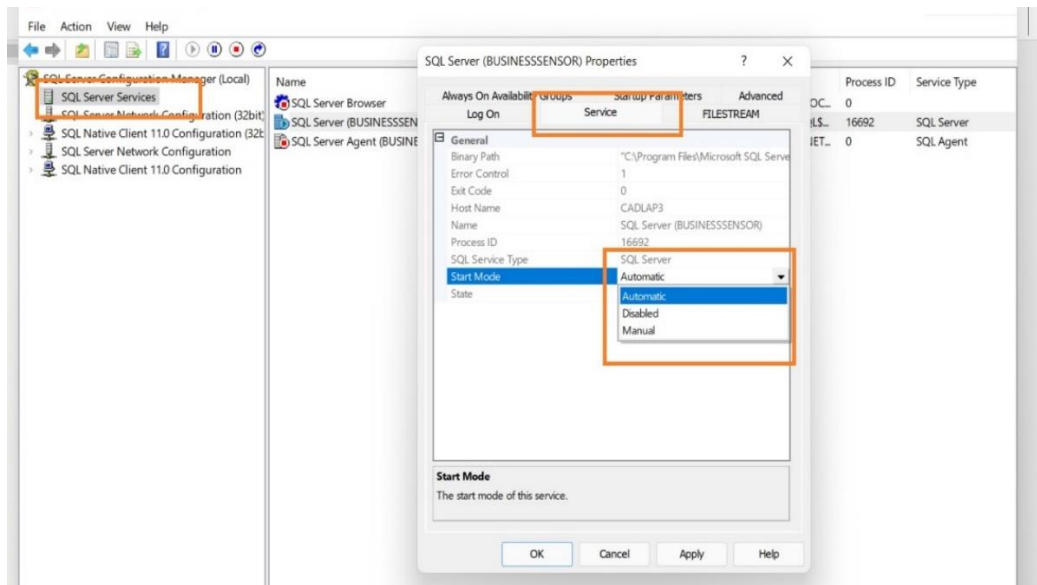 File Action View Help
SQL Server Configuration Manager (Local)
SQL Server Services
SQL Server Network Configuration (32bit
SQL Native Client 11.0 Configuration (32b
SQL Server Network Configuration
SQL Native Client 11.0 Configuration
Name
SQL Server Browser
SQL Server (BUSINESSSEN
SQL Server Agent (BUSINE
Process ID Service Type
OC... 0
QL$... 16692 SQL Server
NET... 0 SQL Agent
SQL Server (BUSINESSSENSOR) Properties ? ×
Always On Availability Groups Startup Parameters Advanced
Log On Service FILESTREAM
General
Binary Path "C:\Program Files\Microsoft SQL Serve
Error Control 1
Exit Code 0
Host Name CADLAP3
Name SQL Server (BUSINESSSENSOR)
Process ID 16692
SQL Service Type SQL Server
Start Mode Automatic
State
Automatic
Disabled
Manual
Start Mode
The start mode of this service.
OK Cancel Apply Help